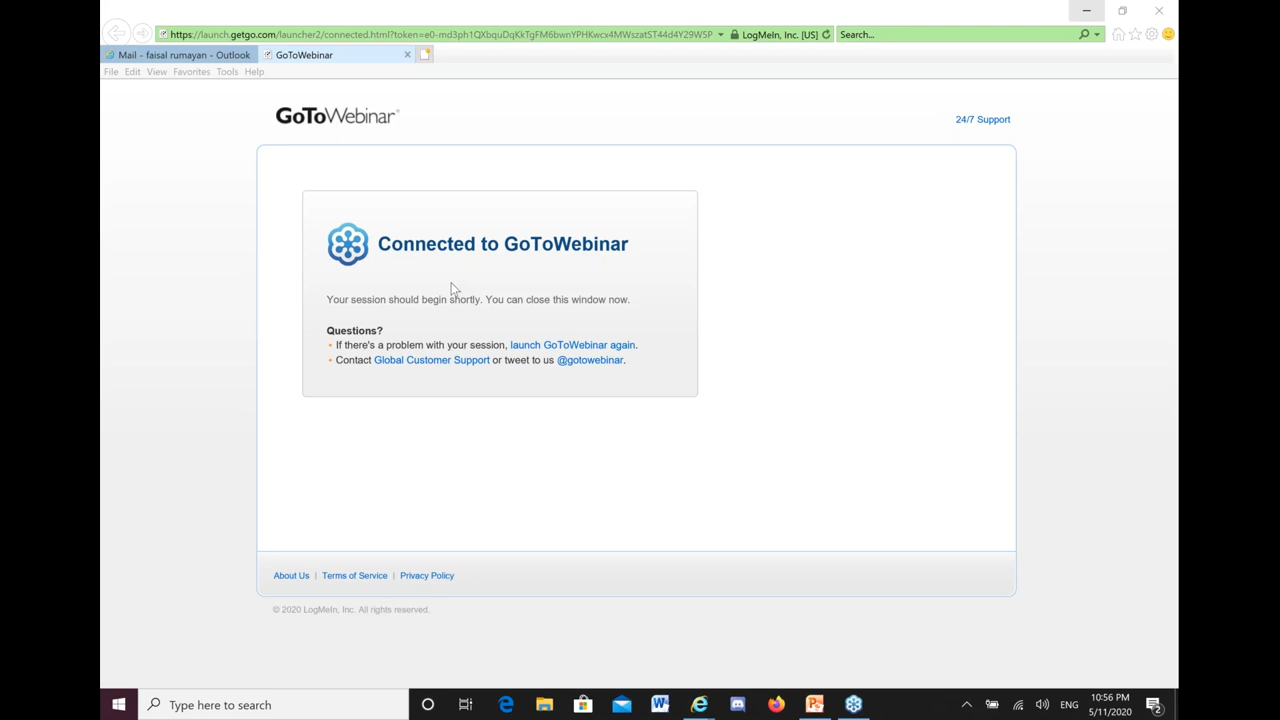 https://launch.getgo.com/launcher2/connected.html?token=e0-md3ph1QXbquDqKkTgFM6bwnYPHKwcx4MWszatST44d4Y29W5P
LogMeIn, Inc. [US]
Search...
Mail - faisal rumayan - Outlook
GoToWebinar
File Edit View Favorites Tools Help
GoToWebinar®
24/7 Support
Connected to GoToWebinar
Your session should begin shortly. You can close this window now.
Questions?
• If there's a problem with your session, launch GoToWebinar again.
• Contact Global Customer Support or tweet to us @gotowebinar.
About Us | Terms of Service | Privacy Policy
© 2020 LogMeIn, Inc. All rights reserved.
Type here to search
ENG
10:56 PM
5/11/2020
2